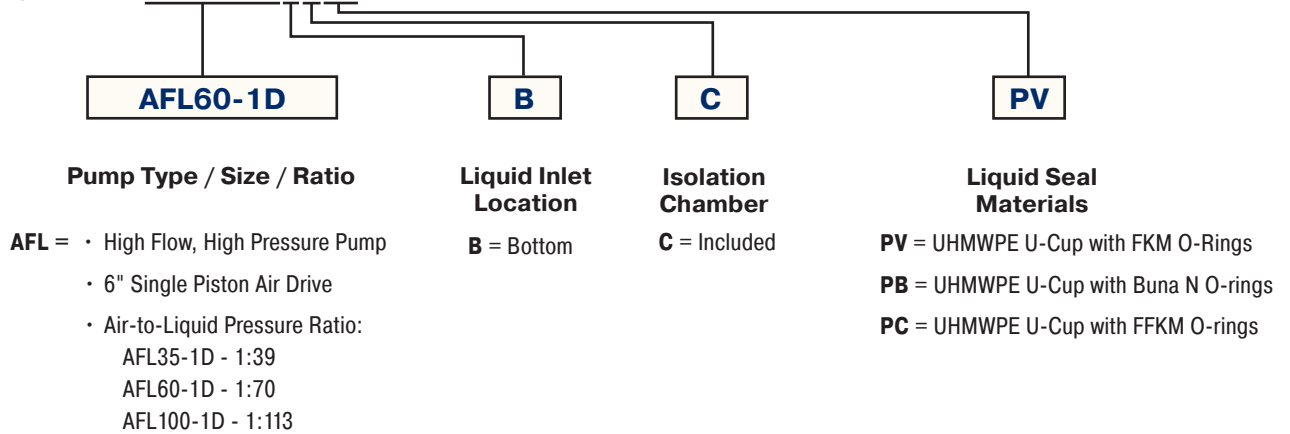 AFL60-1D
B
C
PV
Pump Type / Size / Ratio
Liquid Inlet
Location
Isolation
Chamber
Liquid Seal
Materials
AFL = · High Flow, High Pressure Pump
· 6" Single Piston Air Drive
· Air-to-Liquid Pressure Ratio:
AFL35-1D - 1:39
AFL60-1D - 1:70
AFL100-1D - 1:113
B = Bottom
C = Included
PV = UHMWPE U-Cup with FKM O-Rings
PB = UHMWPE U-Cup with Buna N O-rings
PC = UHMWPE U-Cup with FFKM O-rings